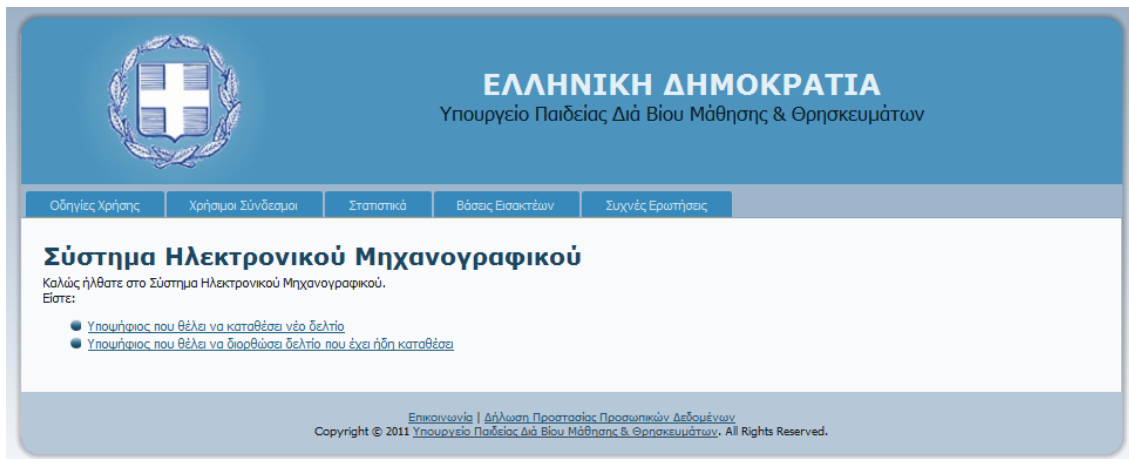 ΕΛΛΗΝΙΚΗ ΔΗΜΟΚΡΑΤΙΑ
Υπουργείο Παιδείας Διά Βίου Μάθησης & Θρησκευμάτων
Οδηγίες Χρήσης
Χρήσιμοι Σύνδεσμοι
Στατιστικά
Βάσεις Εισακτέων
Συχνές Ερωτήσεις
Σύστημα Ηλεκτρονικού Μηχανογραφικού
Καλώς ήλθατε στο Σύστημα Ηλεκτρονικού Μηχανογραφικού.
Είστε:
Υποψήφιος που θέλει να καταθέσει νέο δελτίο
Υποψήφιος που θέλει να διορθώσει δελτίο που έχει ήδη καταθέσει
Επικοινωνία | Δήλωση Προστασίας Προσωπικών Δεδομένων
Copyright © 2011 Υπουργείο Παιδείας Διά Βίου Μάθησης & Θρησκευμάτων. All Rights Reserved.